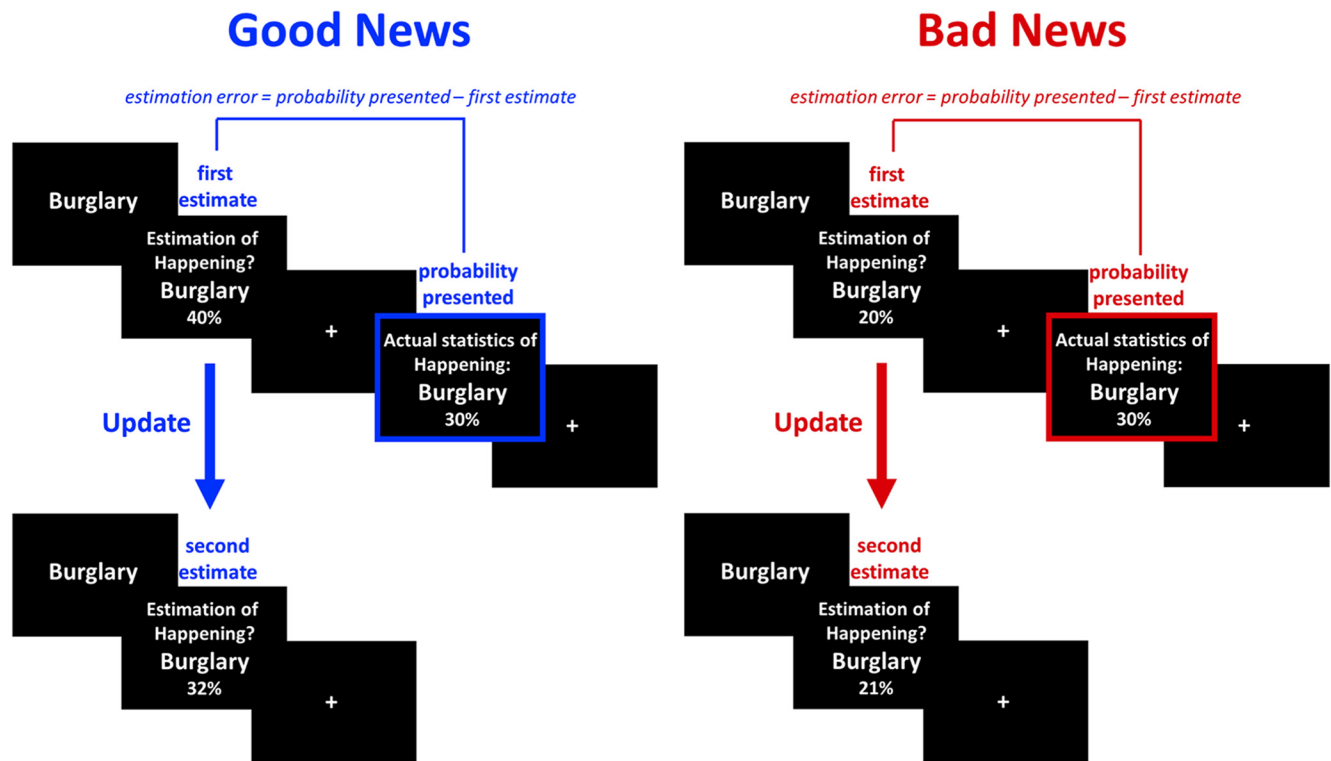 Good News
estimation error = probability presented – first estimate
Burglary
first
estimate
Estimation of
Happening?
Burglary
40%
+
probability
presented
Actual statistics of
Happening:
Burglary
30%
+
Update
Burglary
second
estimate
Estimation of
Happening?
Burglary
32%
+
Bad News
estimation error = probability presented – first estimate
Burglary
first
estimate
Estimation of
Happening?
Burglary
20%
+
probability
presented
Actual statistics of
Happening:
Burglary
30%
+
Update
Burglary
second
estimate
Estimation of
Happening?
Burglary
21%
+